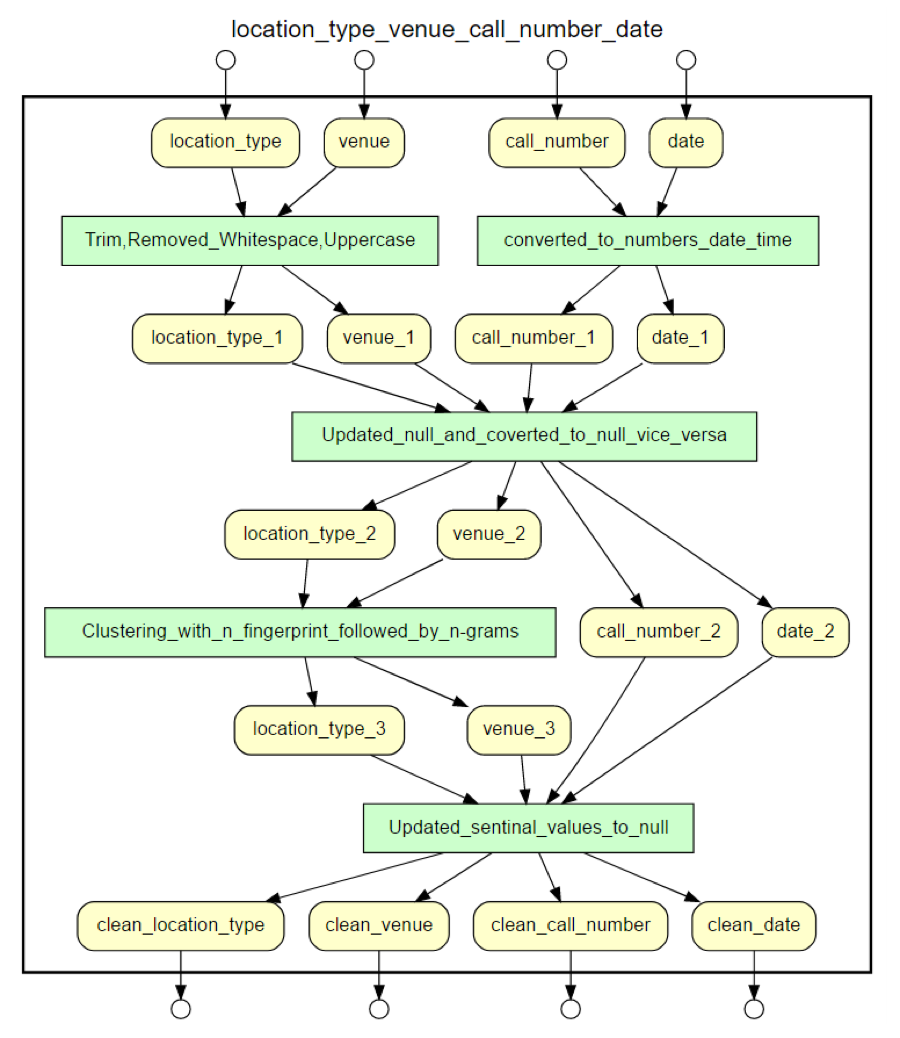 location_type_venue_call_number_date
location_type venue call_number date
Trim,Removed_Whitespace,Uppercase converted_to_numbers_date_time
location_type_1 venue_1 call_number_1 date_1
Updated_null_and_coverted_to_null_vice_versa
location_type_2 venue_2
Clustering_with_n_fingerprint_followed_by_n-grams call_number_2 date_2
location_type_3 venue_3
Updated_sentinal_values_to_null
clean_location_type clean_venue clean_call_number clean_date